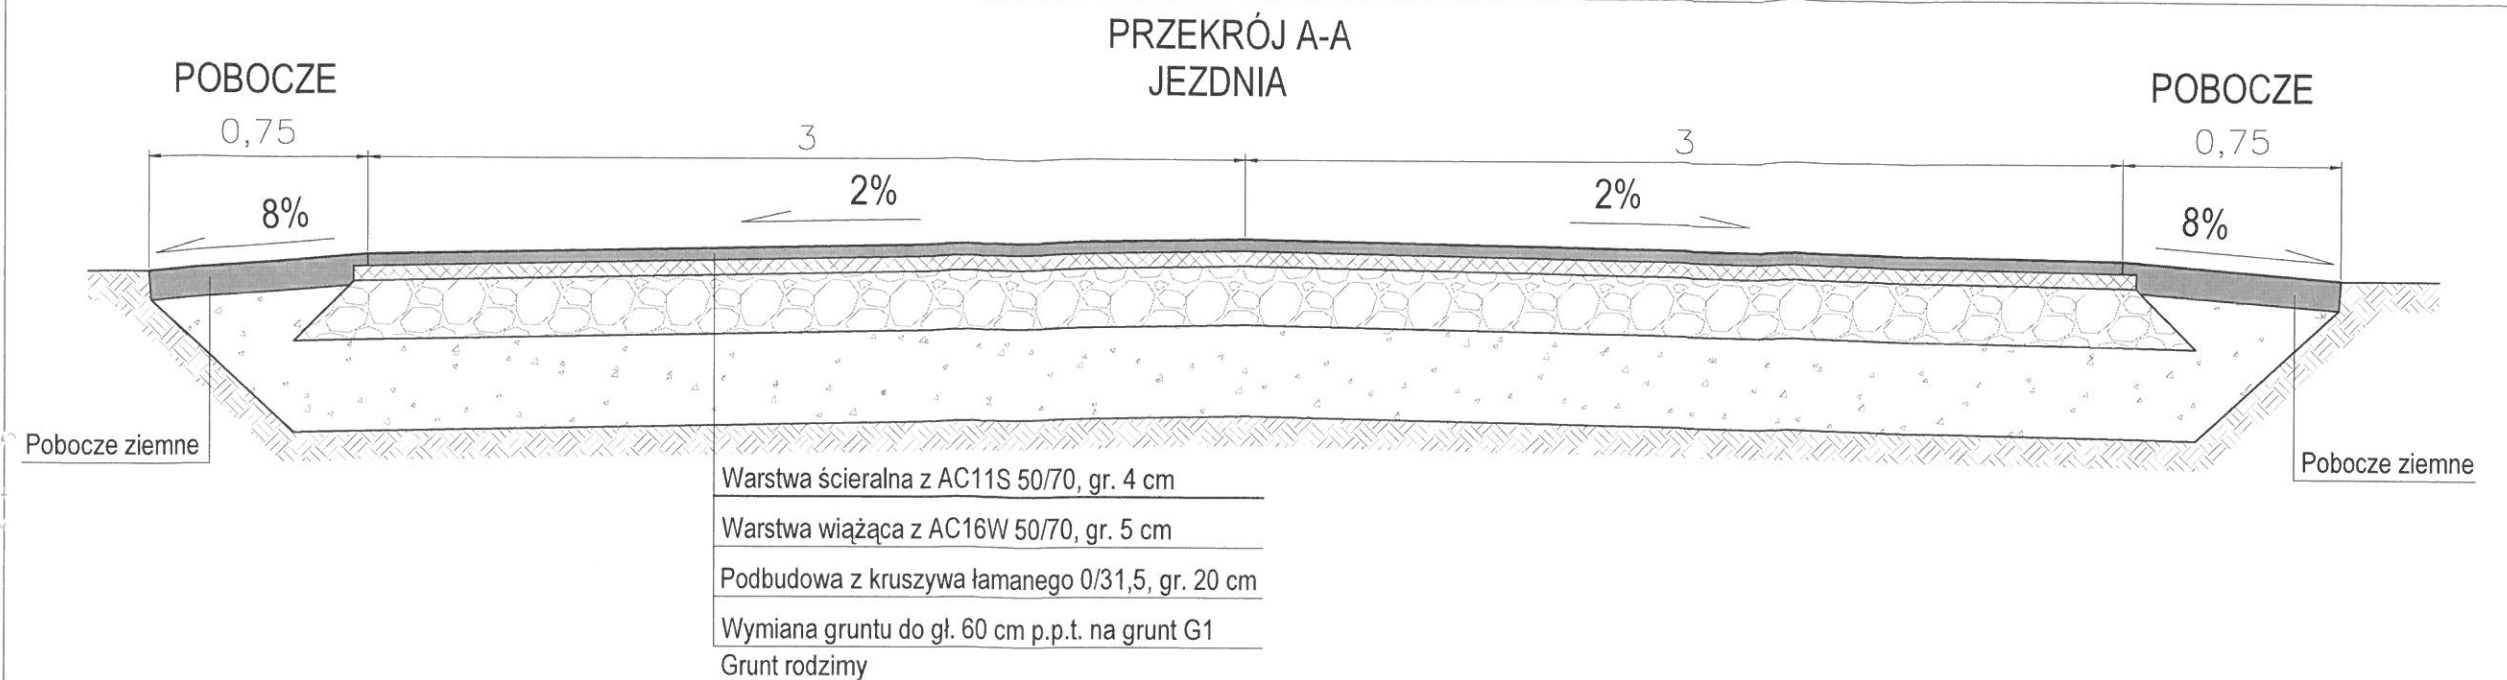 PRZEKRÓJ A-A
JEZDNIA
POBOCZE
POBOCZE
0,75
3
3
0,75
8%
2%
2%
8%
Pobocze ziemne
Pobocze ziemne
Warstwa ścieralna z AC11S 50/70, gr. 4 cm
Warstwa wiążąca z AC16W 50/70, gr. 5 cm
Podbudowa z kruszywa łamanego 0/31,5, gr. 20 cm
Wymiana gruntu do gł. 60 cm p.p.t. na grunt G1
Grunt rodzimy